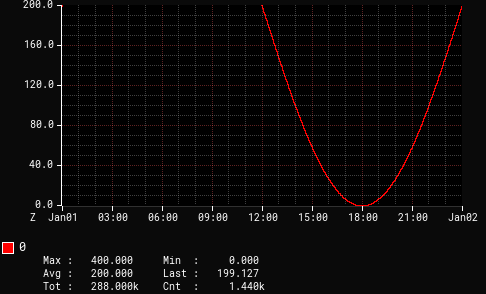 200.0
160.0
120.0
80.0
40.0
0.0
Z Jan01 03:00 06:00 09:00 12:00 15:00 18:00 21:00 Jan02
0
Max : 400.000 Min : 0.000
Avg : 200.000 Last : 199.127
Tot : 288.000k Cnt : 1.440k